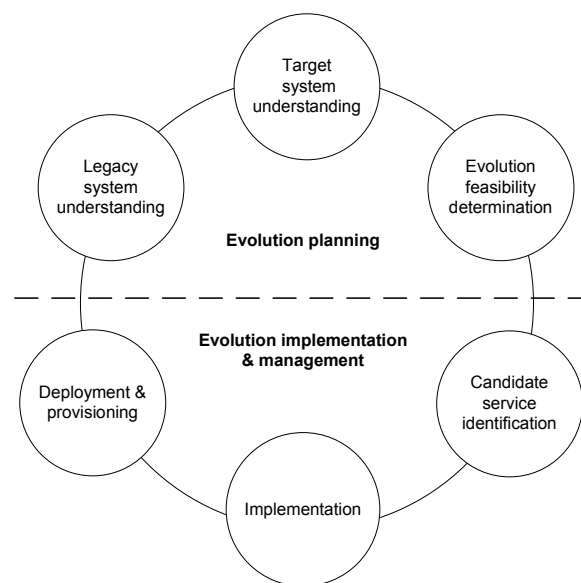 Target
system
understanding
Legacy
system
understanding
Evolution
feasibility
determination
Evolution planning
Evolution implementation
& management
Deployment &
provisioning
Candidate
service
identification
Implementation